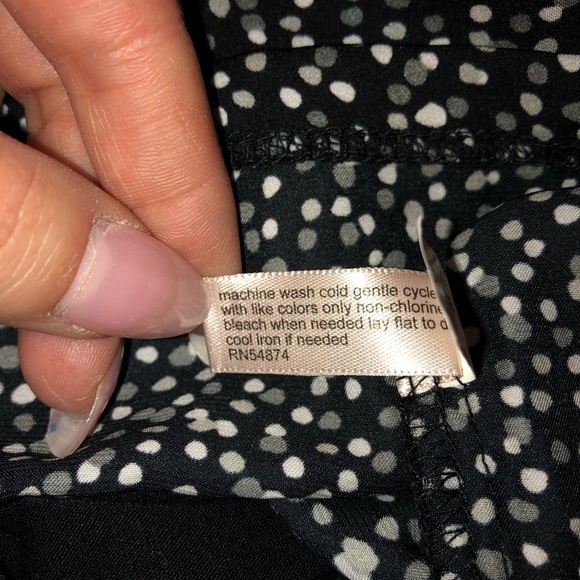 machine wash cold gentle cycle
with like colors only non-chlorine
bleach when needed lay flat to d
cool iron if needed
RN54874